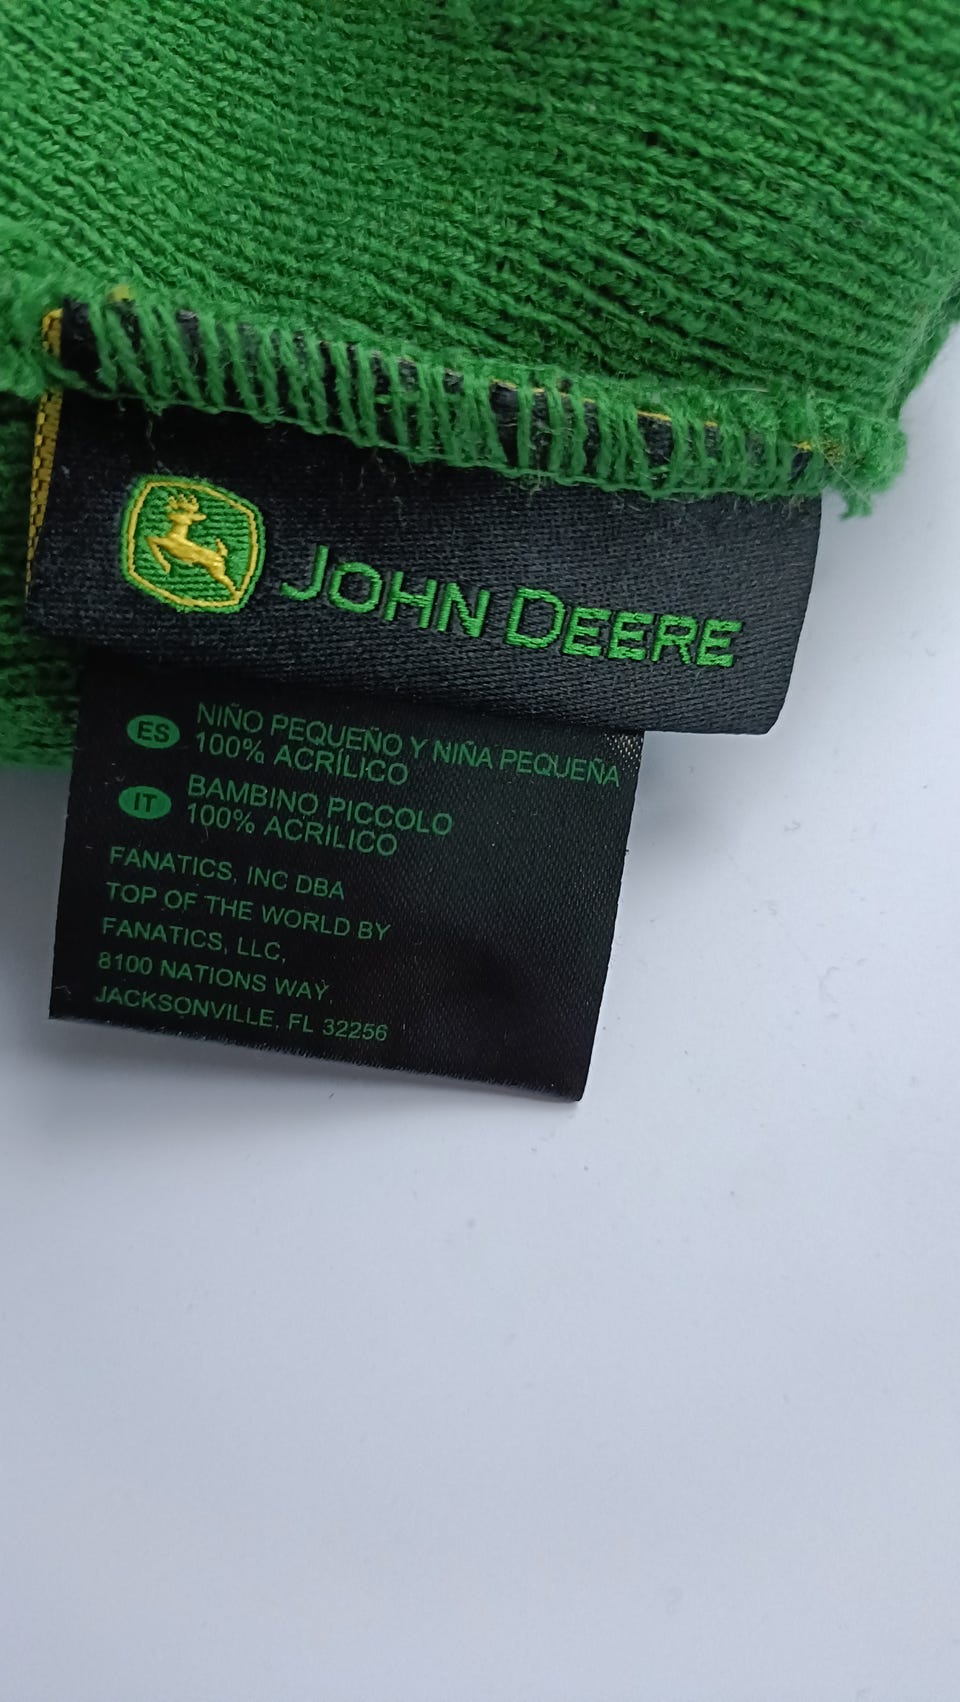 JOHN DEERE
ES NIÑO PEQUEÑO Y NIÑA PEQUEÑA
100% ACRÍLICO
IT BAMBINO PICCOLO
100% ACRILICO
FANATICS, INC DBA
TOP OF THE WORLD BY
FANATICS, LLC,
8100 NATIONS WAY,
JACKSONVILLE, FL 32256